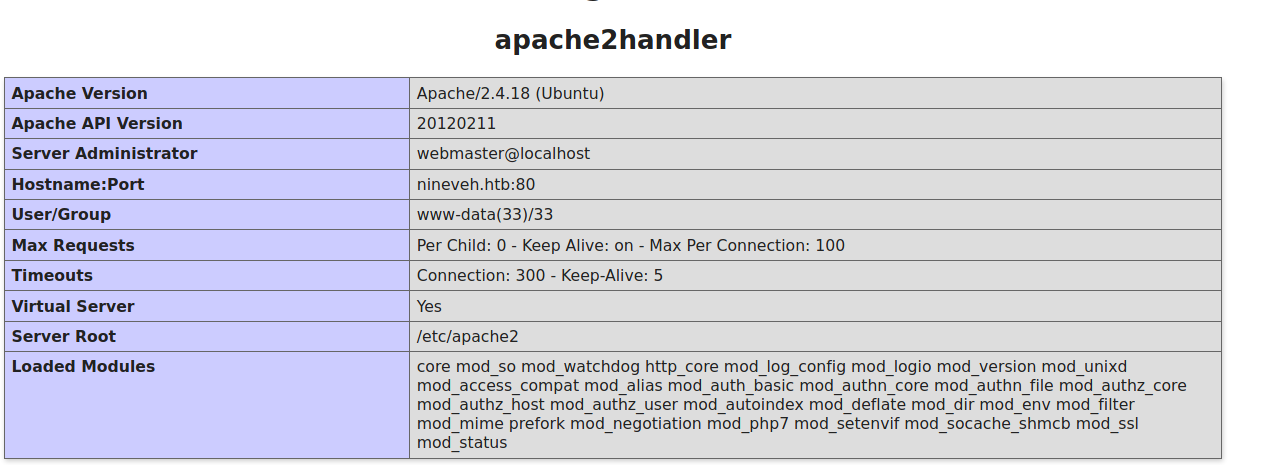 apache2handler
Apache Version Apache/2.4.18 (Ubuntu)
Apache API Version 20120211
Server Administrator webmaster@localhost
Hostname:Port nineveh.htb:80
User/Group www-data(33)/33
Max Requests Per Child: 0 - Keep Alive: on - Max Per Connection: 100
Timeouts Connection: 300 - Keep-Alive: 5
Virtual Server Yes
Server Root /etc/apache2
Loaded Modules core mod_so mod_watchdog http_core mod_log_config mod_logio mod_version mod_unixd
mod_access_compat mod_alias mod_auth_basic mod_authn_core mod_authn_file mod_authz_core
mod_authz_host mod_authz_user mod_autoindex mod_deflate mod_dir mod_env mod_filter
mod_mime prefork mod_negotiation mod_php7 mod_setenvif mod_socache_shmcb mod_ssl
mod_status